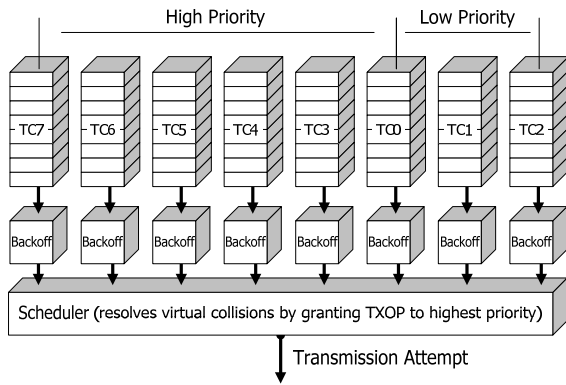 High Priority Low Priority
TC7 TC6 TC5 TC4 TC3 TC0 TC1 TC2
Backoff Backoff Backoff Backoff Backoff Backoff Backoff Backoff
Scheduler (resolves virtual collisions by granting TXOP to highest priority)
Transmission Attempt